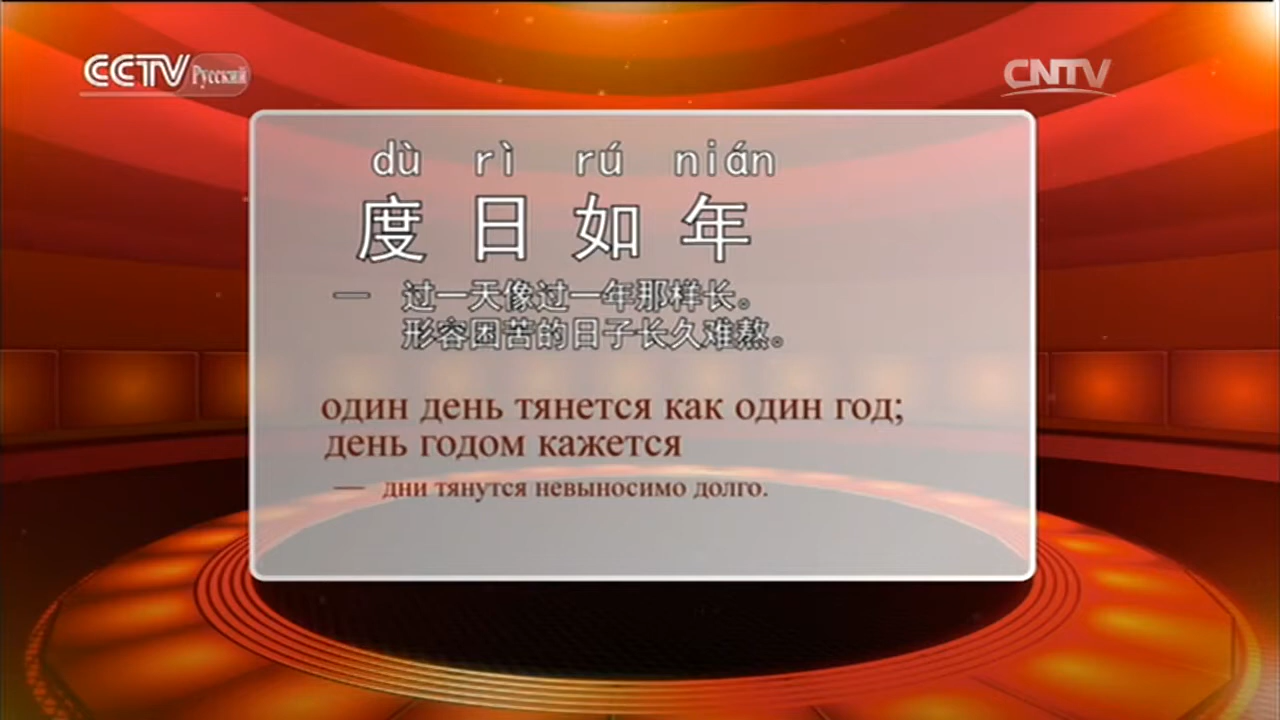 CCTV Русский
CNTV
dù rì rú nián
度日如年
— 过一天像过一年那样长。
形容困苦的日子长久难熬。
один день тянется как один год;
день годом кажется
— дни тянутся невыносимо долго.